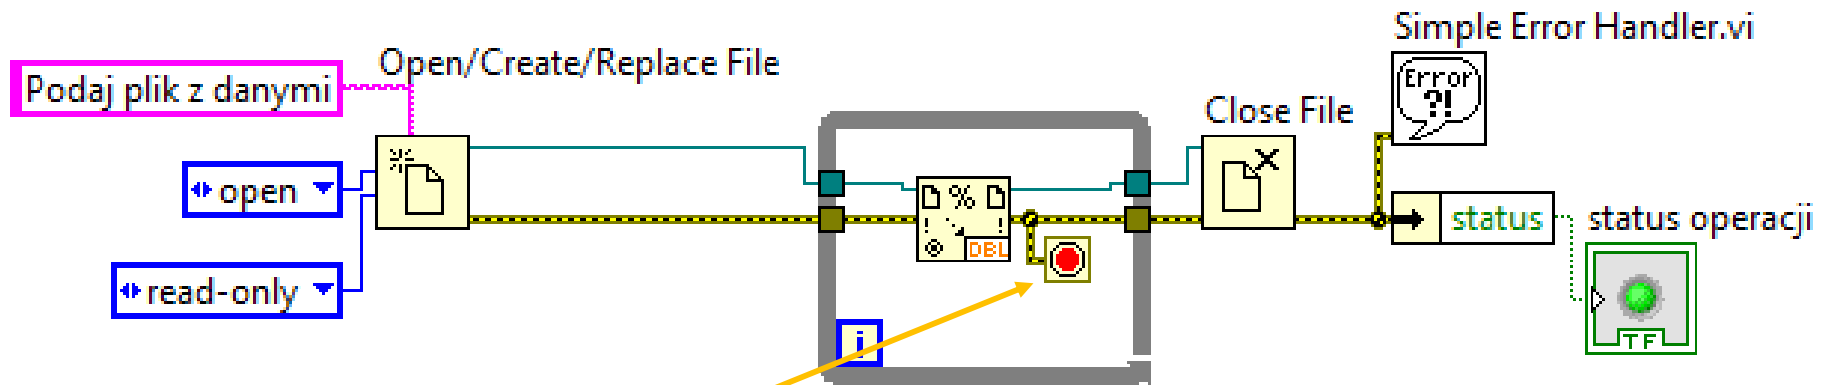 Simple Error Handler.vi
Open/Create/Replace File
Podaj plik z danymi
Error
?!
Close File
open
%
DBL
status
status operacji
read-only
i
TF